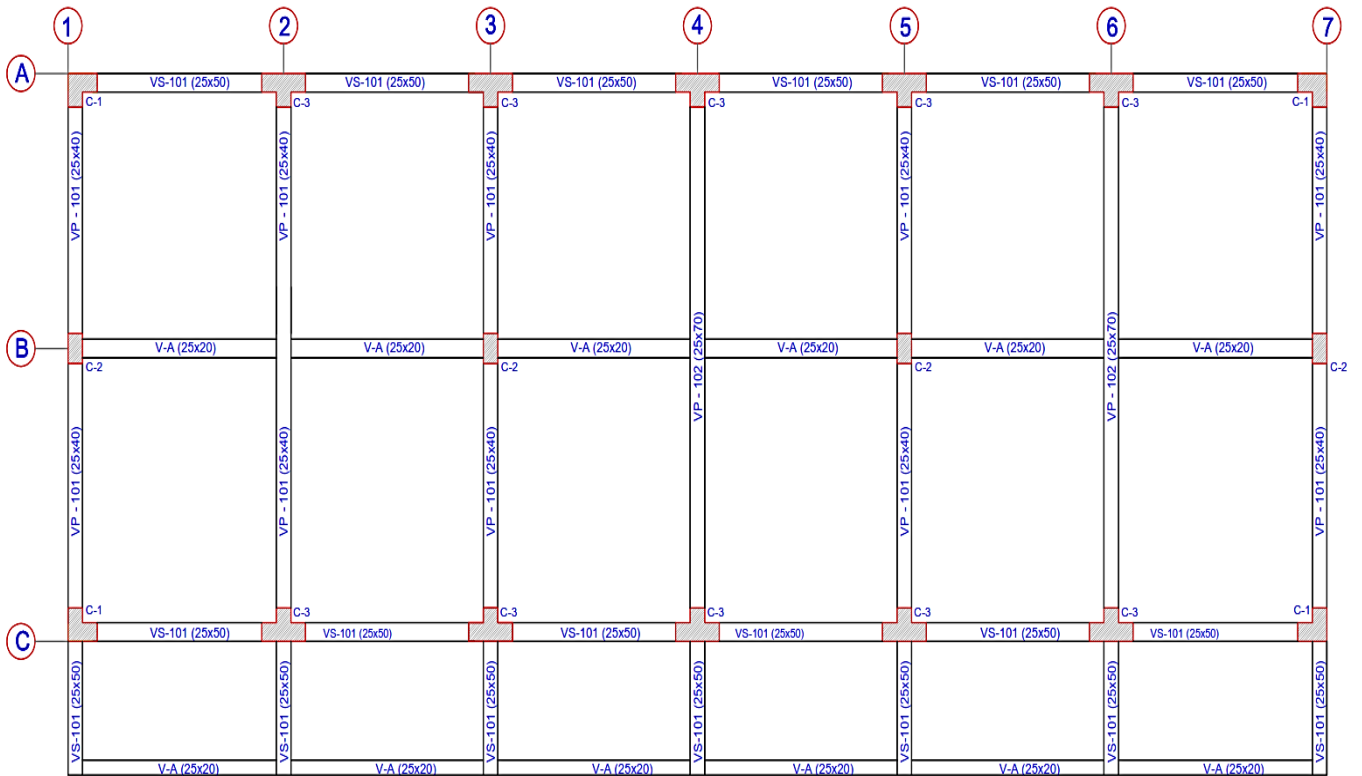 1 2 3 4 5 6 7
A
VS-101 (25x50) VS-101 (25x50) VS-101 (25x50) VS-101 (25x50) VS-101 (25x50) VS-101 (25x50)
C-1 C-3 C-3 C-3 C-3 C-3 C-1
VP - 101 (25x40)
VP - 101 (25x40)
VP - 101 (25x40)
VP - 101 (25x40)
VP - 101 (25x40)
B
V-A (25x20) V-A (25x20) V-A (25x20) V-A (25x20) V-A (25x20) V-A (25x20)
VP - 102 (25x70)
VP - 102 (25x70)
C-2 C-2 C-2 C-2
VP - 101 (25x40)
VP - 101 (25x40)
VP - 101 (25x40)
VP - 101 (25x40)
VP - 101 (25x40)
C-1 C-3 C-3 C-3 C-3 C-3 C-1
C
VS-101 (25x50) VS-101 (25x50) VS-101 (25x50) VS-101 (25x50) VS-101 (25x50) VS-101 (25x50)
VS-101 (25x50)
VS-101 (25x50)
VS-101 (25x50)
VS-101 (25x50)
VS-101 (25x50)
VS-101 (25x50)
VS-101 (25x50)
V-A (25x20) V-A (25x20) V-A (25x20) V-A (25x20) V-A (25x20) V-A (25x20)